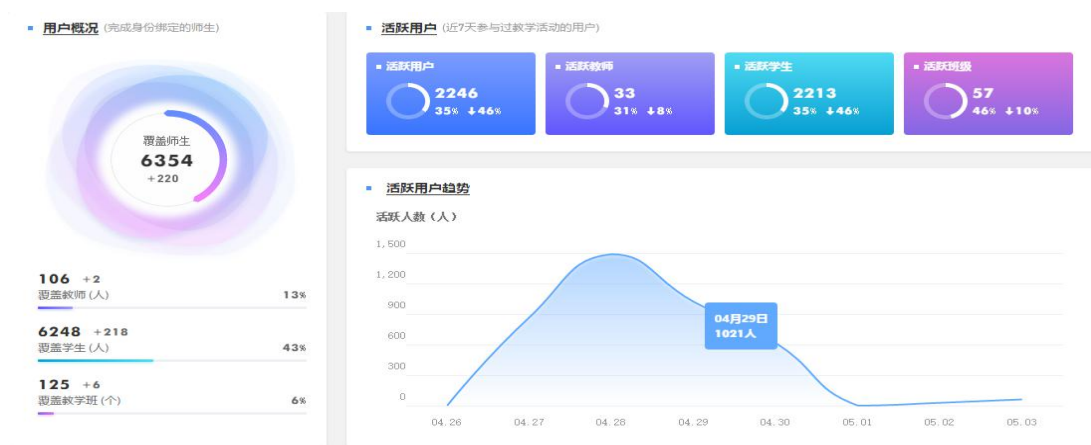 用户概况 (完成身份绑定的师生)
覆盖师生
6354
+220
106 +2
覆盖教师(人) 13%
6248 +218
覆盖学生(人) 43%
125 +6
覆盖教学班(个) 6%
活跃用户 (近7天参与过教学活动的用户)
活跃用户
2246
35% ↓46%
活跃教师
33
31% ↓8%
活跃学生
2213
35% ↓46%
活跃班级
57
46% ↓10%
活跃用户趋势
活跃人数(人)
1,500
1,200
900
600
300
0
04月29日
1021人
04.26 04.27 04.28 04.29 04.30 05.01 05.02 05.03